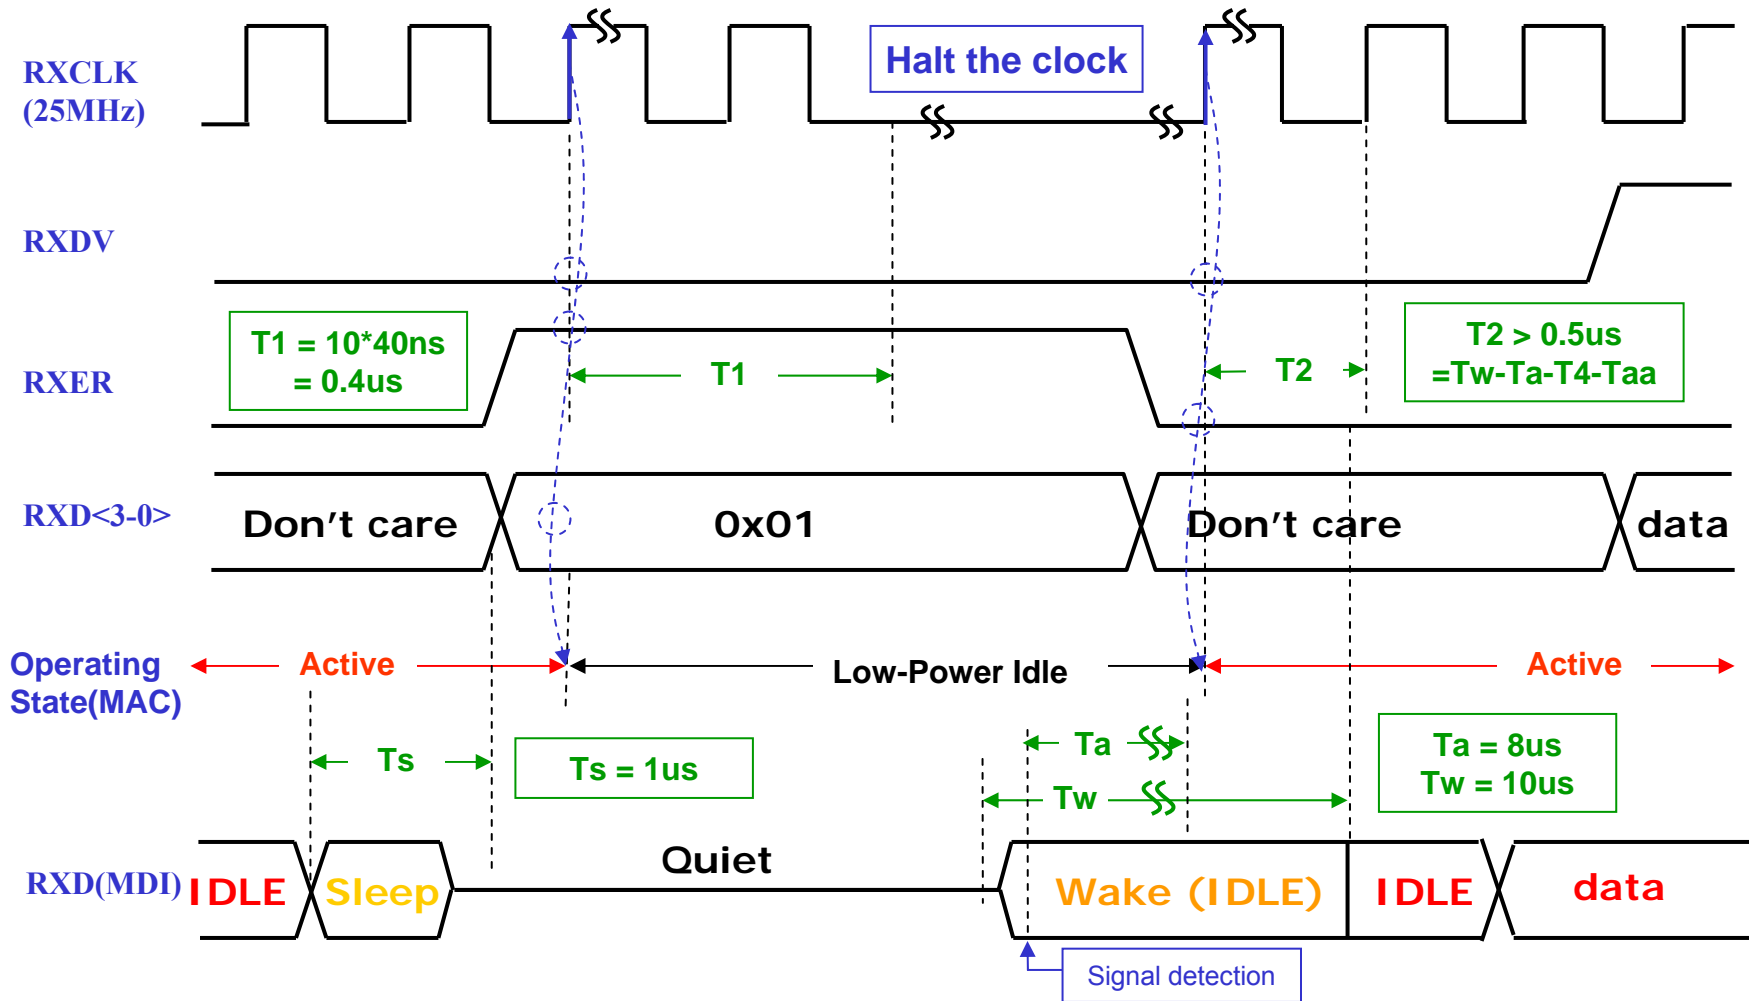 RXCLK
(25MHz)
Halt the clock
RXDV
T1 = 10*40ns
= 0.4us
T1
T2
T2 > 0.5us
=Tw-Ta-T4-Taa
RXER
RXD<3-0>
Don't care
0x01
Don't care
data
Operating
State(MAC)
Active
Low-Power Idle
Active
Ts
Ts = 1us
Ta
Tw
Ta = 8us
Tw = 10us
RXD(MDI)
IDLE
Sleep
Quiet
Wake (IDLE)
IDLE
data
Signal detection